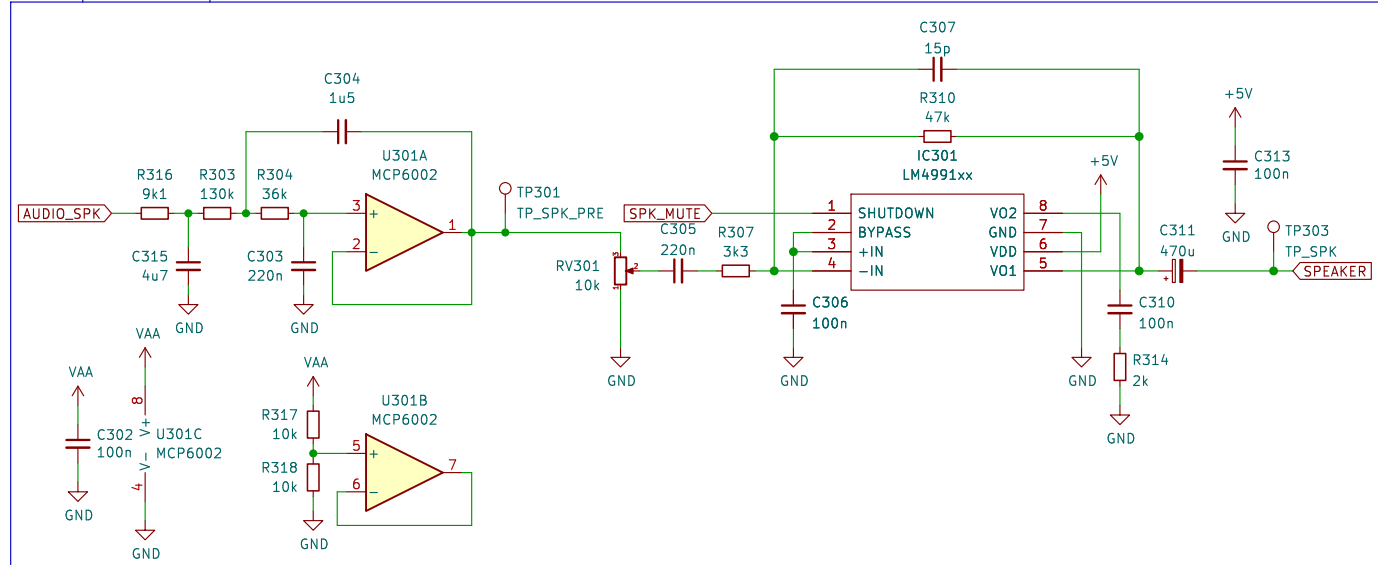 C307
15p
C304
1u5
R310
47k
+5V
U301A
MCP6002
IC301
LM4991xx
+5V
C313
100n
R316
9k1
R303
130k
R304
36k
TP301
TP_SPK_PRE
AUDIO_SPK
3
+
1
2
−
SPK_MUTE
1
SHUTDOWN
VO2
8
2
BYPASS
GND
7
3
+IN
VDD
6
4
−IN
VO1
5
C305
220n
R307
3k3
C311
470u
+
GND
TP303
TP_SPK
SPEAKER
C315
4u7
C303
220n
RV301
10k
3
2
1
C306
100n
C310
100n
GND
GND
VAA
VAA
VAA
GND
GND
GND
R314
2k
GND
C302
100n
8
V+
V−
4
U301C
MCP6002
R317
10k
R318
10k
U301B
MCP6002
5
+
7
6
−
GND
GND
GND